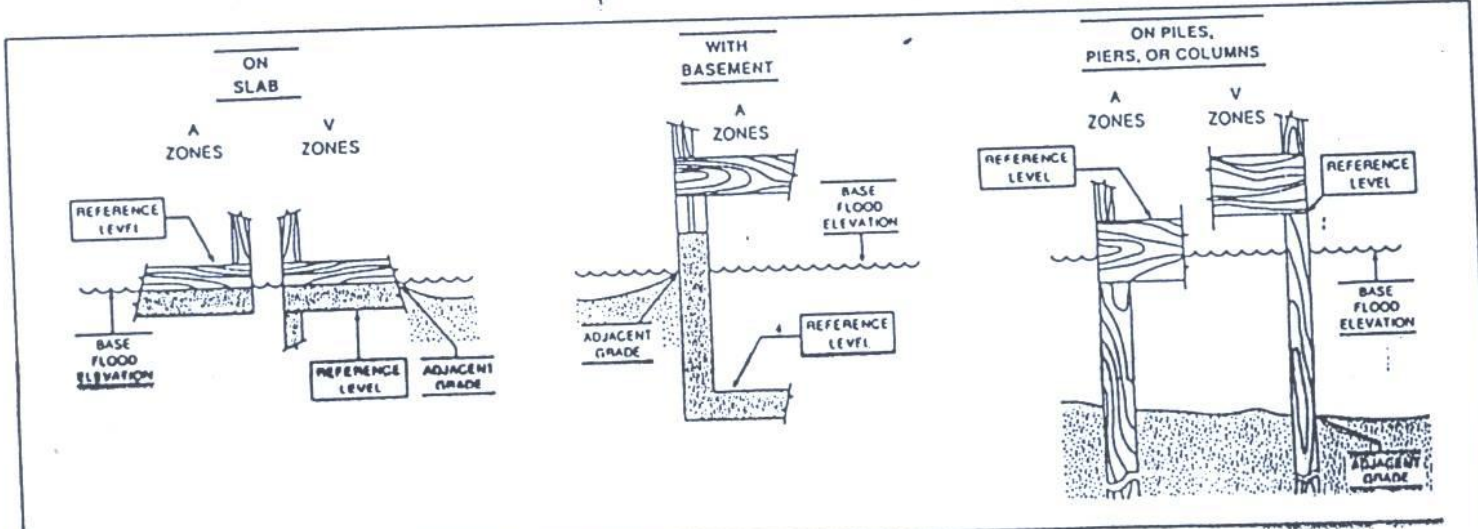 ON
SLAB
A
ZONES
V
ZONES
REFERENCE
LEVEL
BASE
FLOOD
ELEVATION
REFERENCE
LEVEL
ADJACENT
GRADE
WITH
BASEMENT
A
ZONES
BASE
FLOOD
ELEVATION
ADJACENT
GRADE
REFERENCE
LEVEL
ON PILES,
PIERS, OR COLUMNS
A
ZONES
V
ZONES
REFERENCE
LEVEL
REFERENCE
LEVEL
BASE
FLOOD
ELEVATION
ADJACENT
GRADE